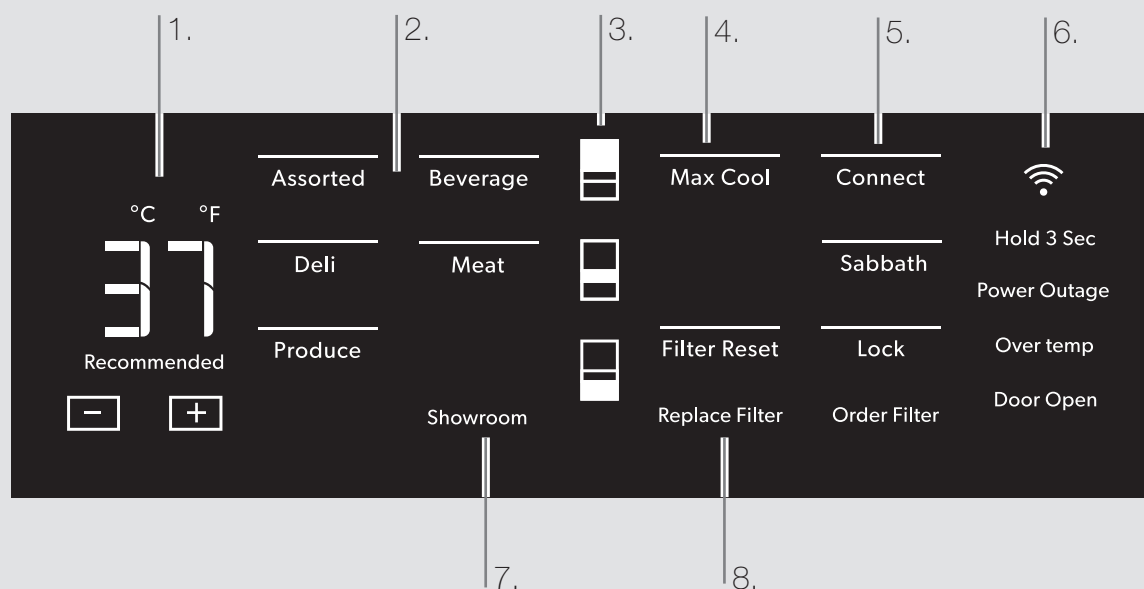 1. 2. 3. 4. 5. 6.
Assorted Beverage Max Cool Connect
°C °F
37
Hold 3 Sec
Deli Meat Sabbath
Power Outage
Produce Filter Reset Lock Over temp
Recommended
- +
Door Open
Showroom Replace Filter Order Filter
7. 8.